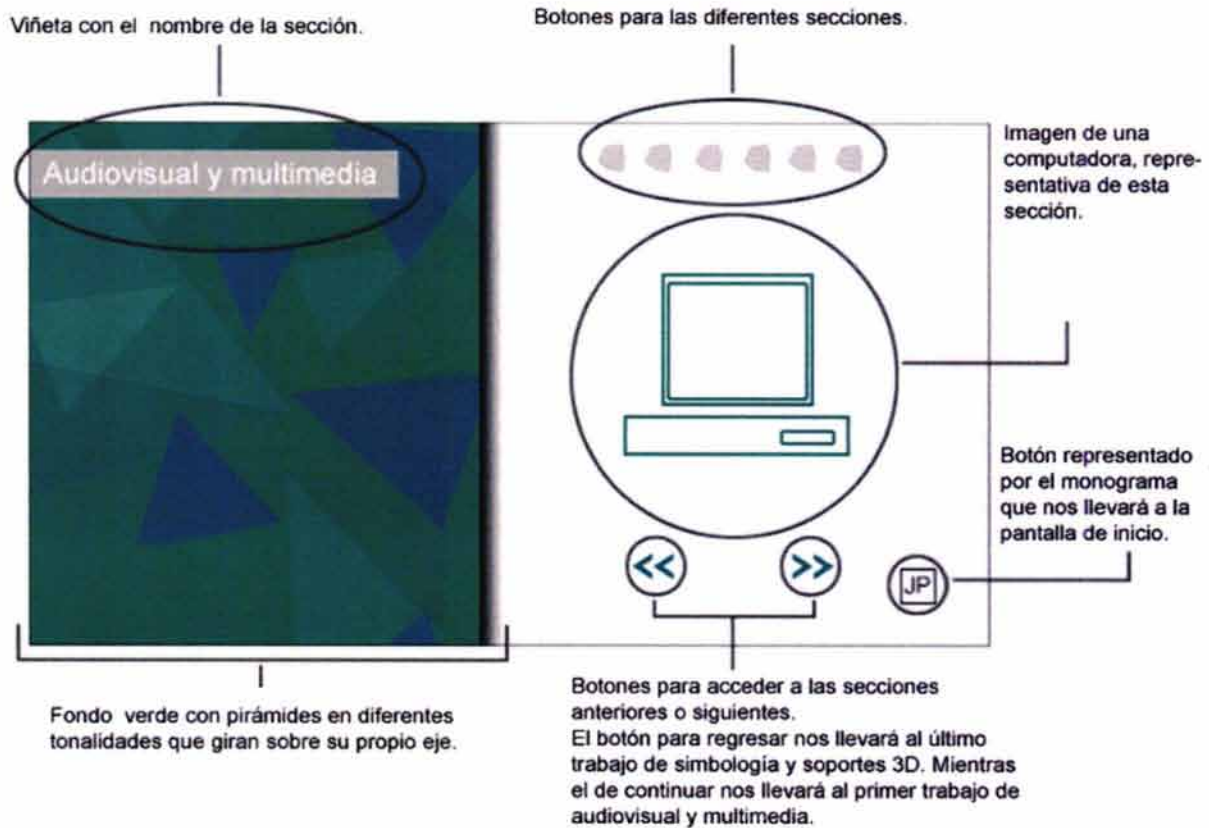 Viñeta con el nombre de la sección.
Botones para las diferentes secciones.
Audiovisual y multimedia
Imagen de una
computadora, repre-
sentativa de esta
sección.
Botón representado
por el monograma
que nos llevará a la
pantalla de inicio.
<<
>>
JP
Fondo verde con pirámides en diferentes
tonalidades que giran sobre su propio eje.
Botones para acceder a las secciones
anteriores o siguientes.
El botón para regresar nos llevará al último
trabajo de simbología y soportes 3D. Mientras
el de continuar nos llevará al primer trabajo de
audiovisual y multimedia.